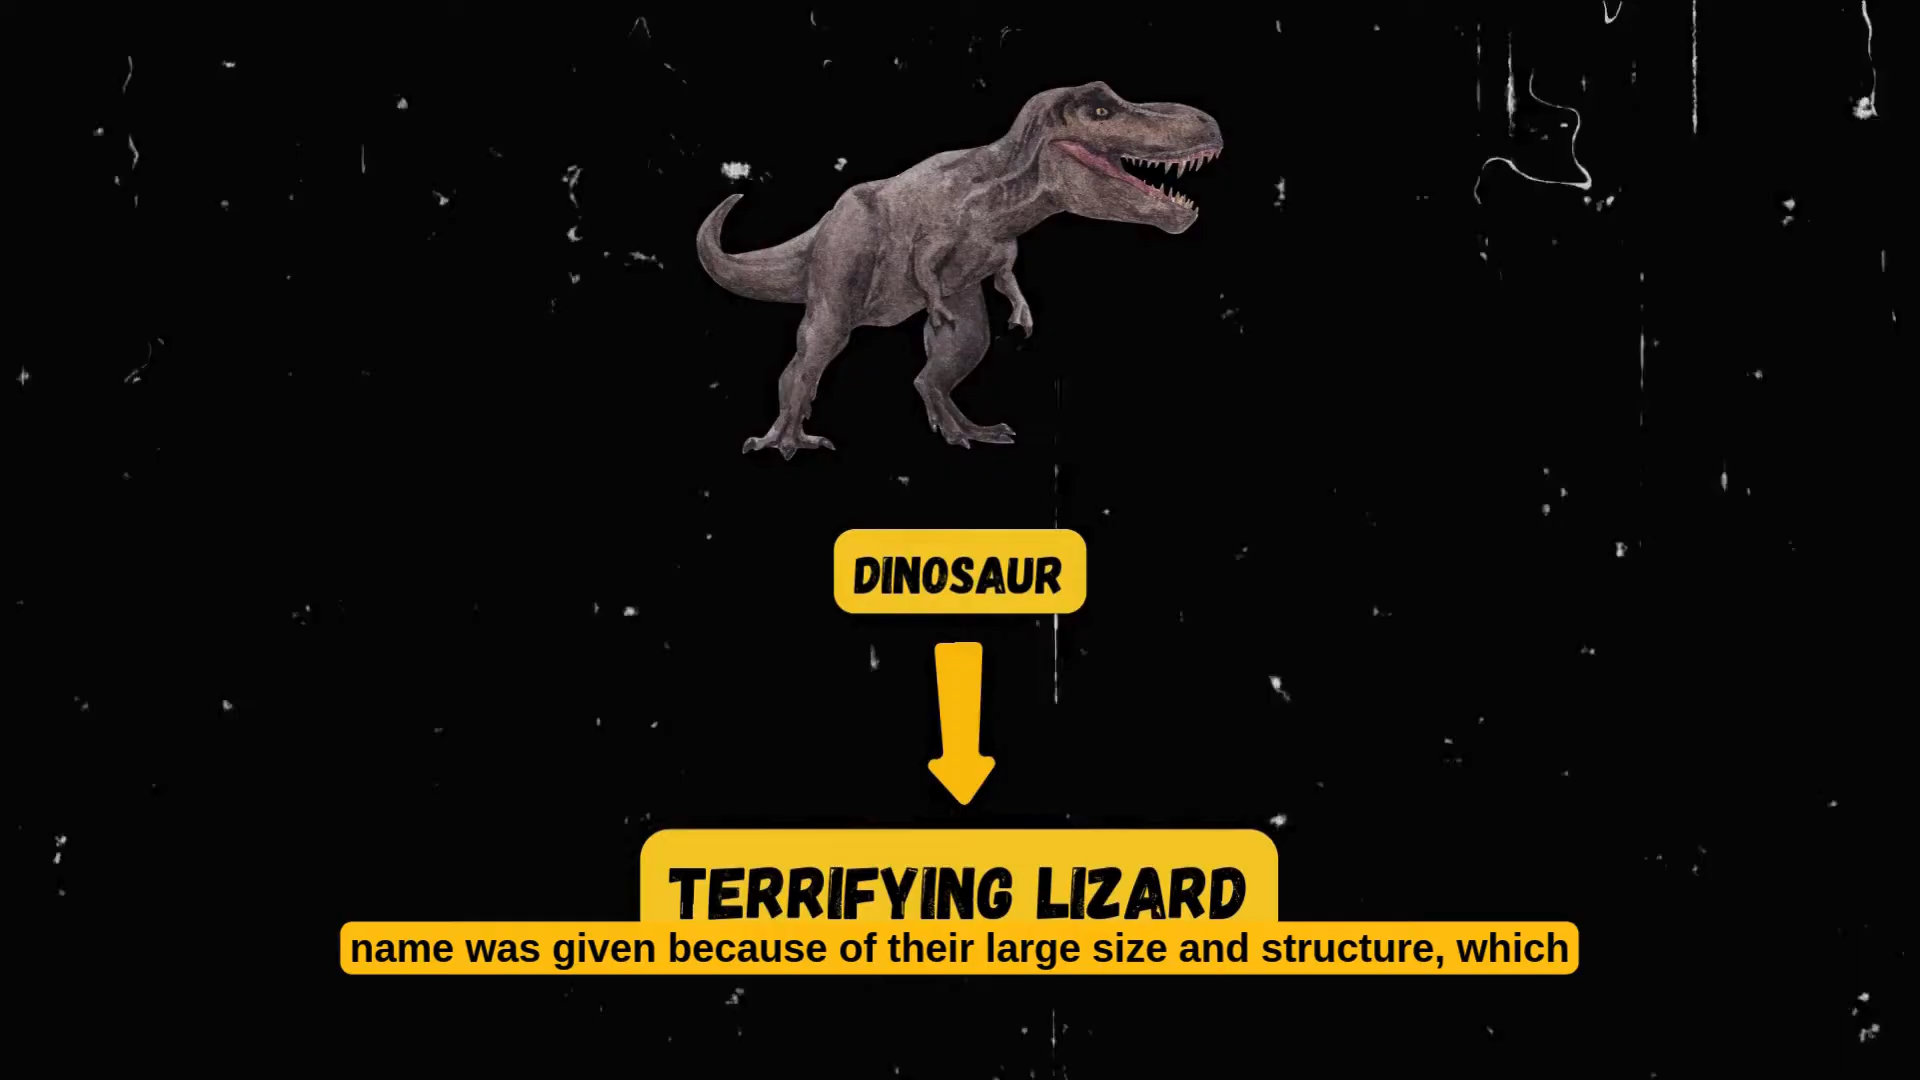 DINOSAUR
TERRIFYING LIZARD
name was given because of their large size and structure, which